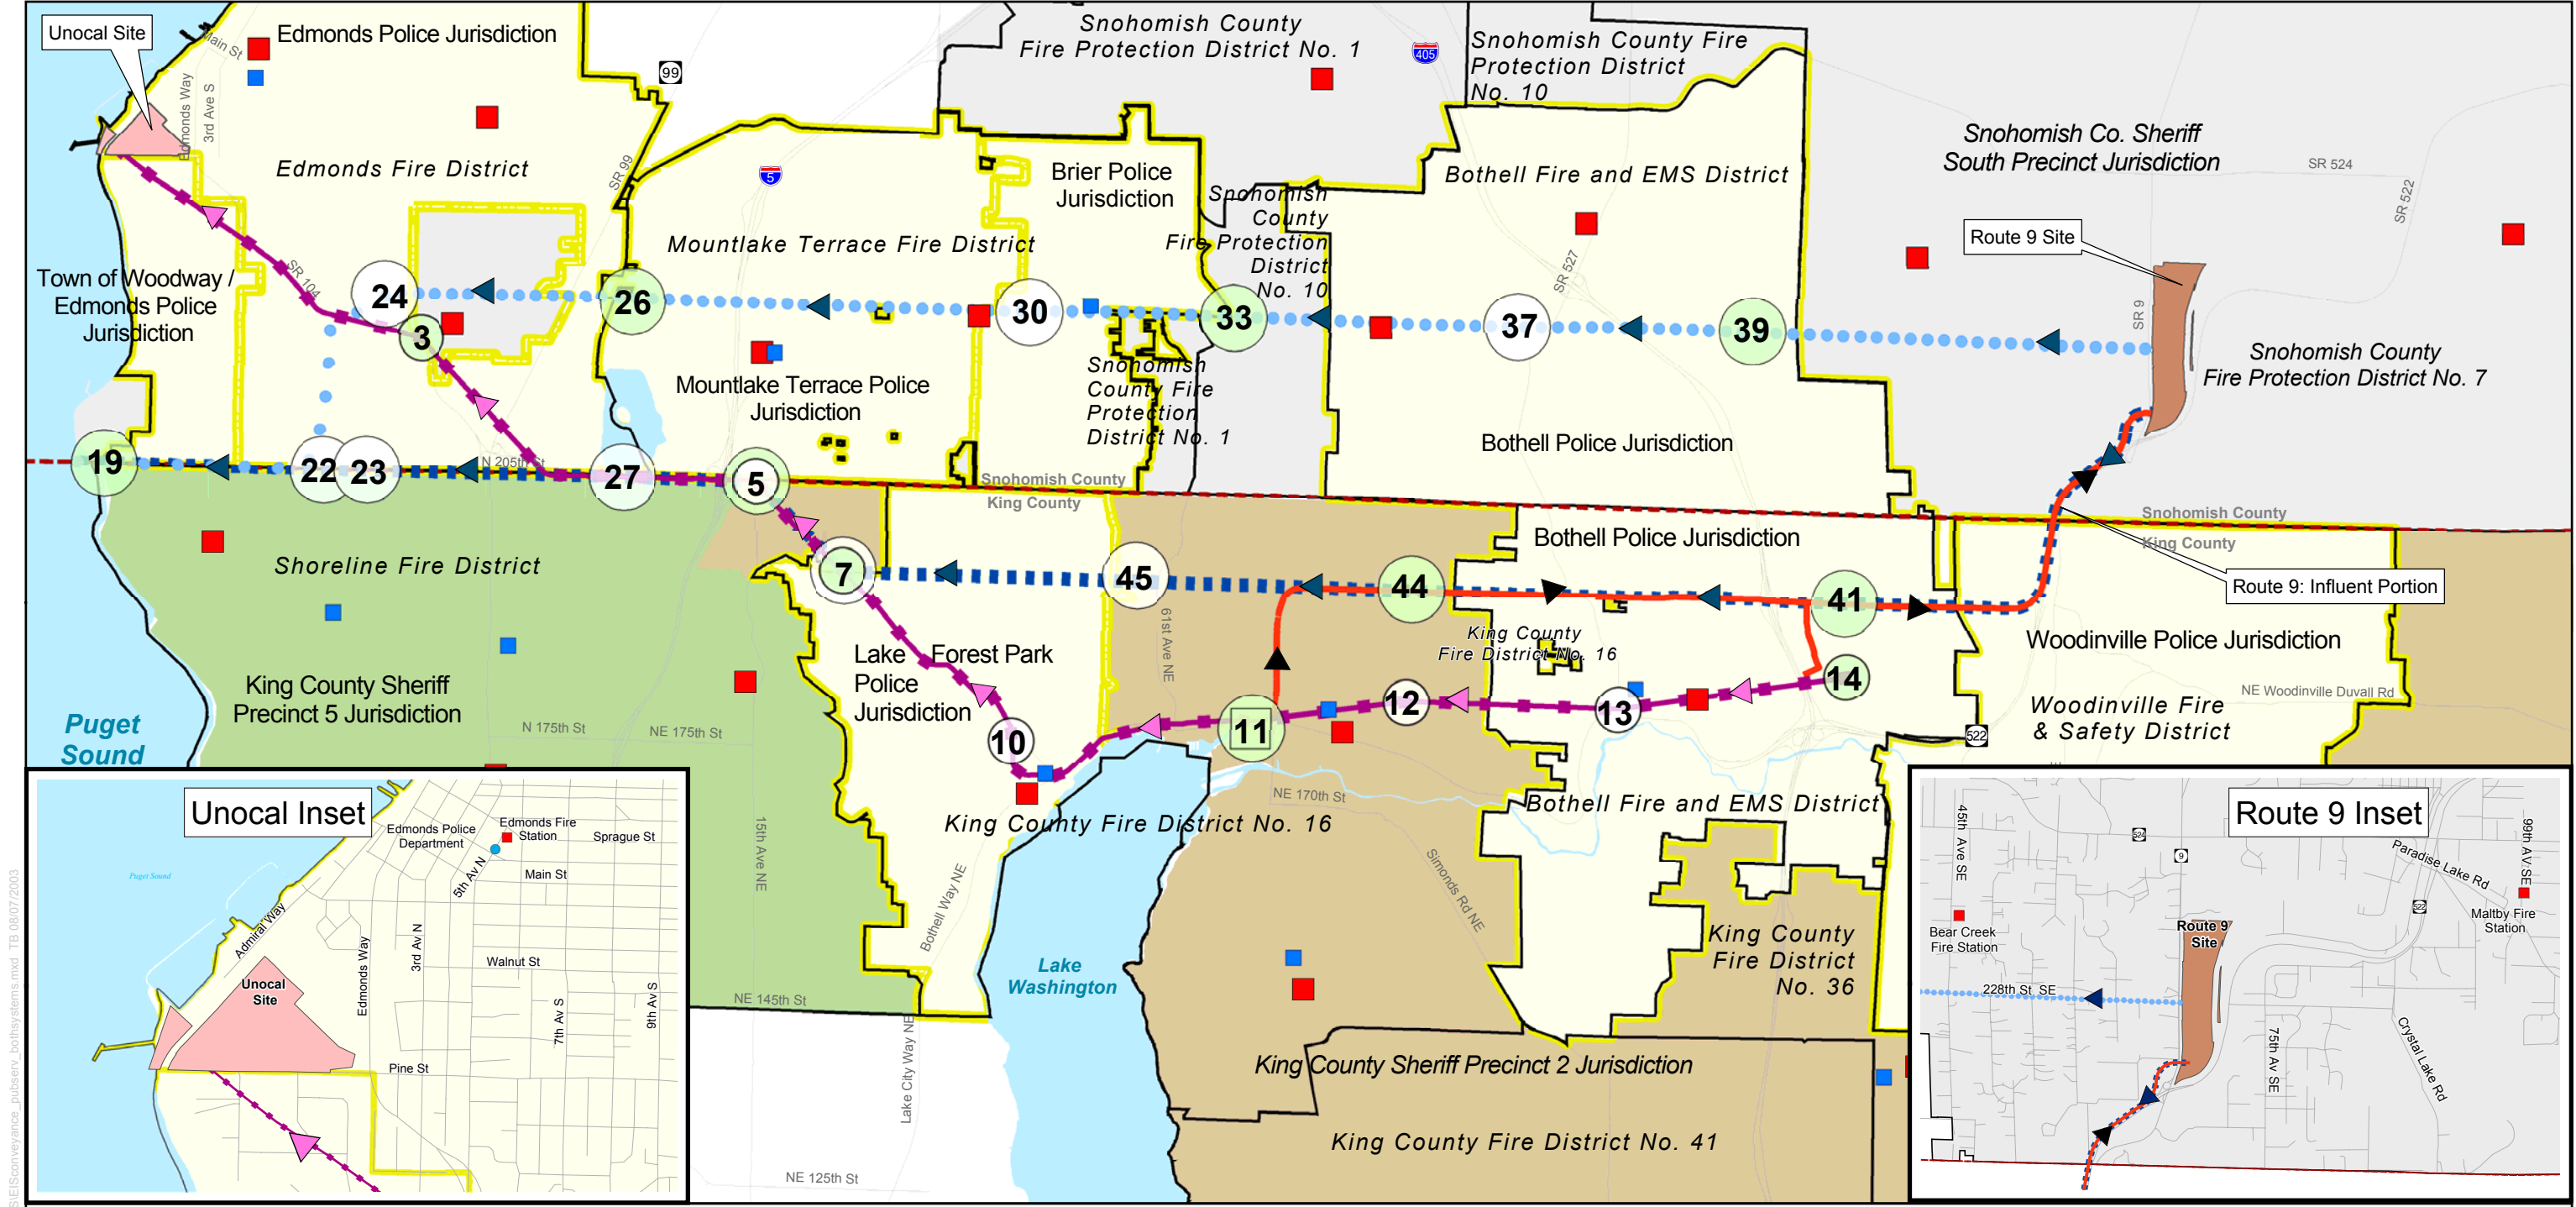 Unocal Site
Main St
Edmonds Police Jurisdiction
99
Snohomish County
Fire Protection District No. 1
405
Snohomish County Fire
Protection District
No. 10
Edmonds Way
3rd Ave S
Edmonds Fire District
SR 99
5
Brier Police
Jurisdiction
Bothell Fire and EMS District
Snohomish Co. Sheriff
South Precinct Jurisdiction
SR 524
SR 522
Snohomish
County
Fire Protection
District
No. 10
Mountlake Terrace Fire District
Route 9 Site
SR 527
SR 104
Town of Woodway /
Edmonds Police
Jurisdiction
24
3
26
30
33
37
39
SR 9
Snohomish County
Fire Protection District No. 7
Mountlake Terrace Police
Jurisdiction
Snohomish
County Fire
Protection
District No. 1
Bothell Police Jurisdiction
19
22
23
N 205th St
27
5
Snohomish County
King County
Snohomish County
King County
Bothell Police Jurisdiction
Shoreline Fire District
7
45
44
41
Route 9: Influent Portion
61st Ave NE
King County
Fire District No. 16
Woodinville Police Jurisdiction
Lake Forest Park
Police
Jurisdiction
King County Sheriff
Precinct 5 Jurisdiction
14
NE Woodinville Duvall Rd
Woodinville Fire
& Safety District
12
13
11
10
522
Puget
Sound
N 175th St
NE 175th St
NE 170th St
Bothell Fire and EMS District
King County Fire District No. 16
15th Ave NE
Bothell Way NE
Simonds Rd NE
King County
Fire District
No. 36
Lake
Washington
NE 145th St
Lake City Way NE
King County Sheriff Precinct 2 Jurisdiction
King County Fire District No. 41
NE 125th St
Unocal Inset
Edmonds Police
Department
Edmonds Fire
Station
Sprague St
5th Av N
Main St
Puget Sound
Admiral Way
Edmonds Way
3rd Av N
Walnut St
Unocal
Site
7th Av S
9th Av S
Pine St
Route 9 Inset
45th Ave SE
524
9
Paradise Lake Rd
99th AV SE
522
Bear Creek
Fire Station
Maltby Fire
Station
Route 9
Site
228th St SE
75th Av SE
Crystal Lake Rd